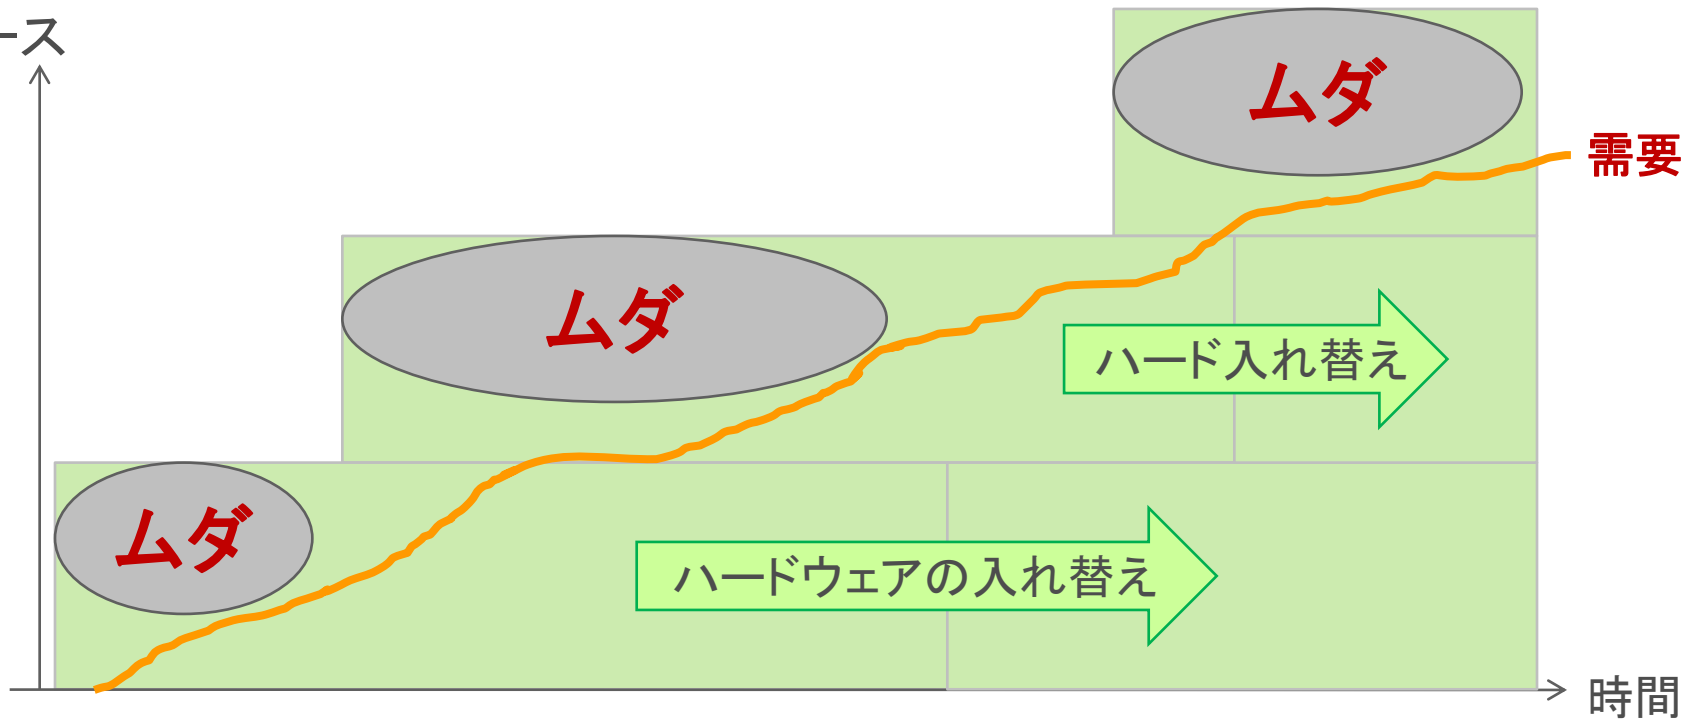 ース
ムダ
需要
ムダ
ハード入れ替え
ムダ
ハードウェアの入れ替え
時間